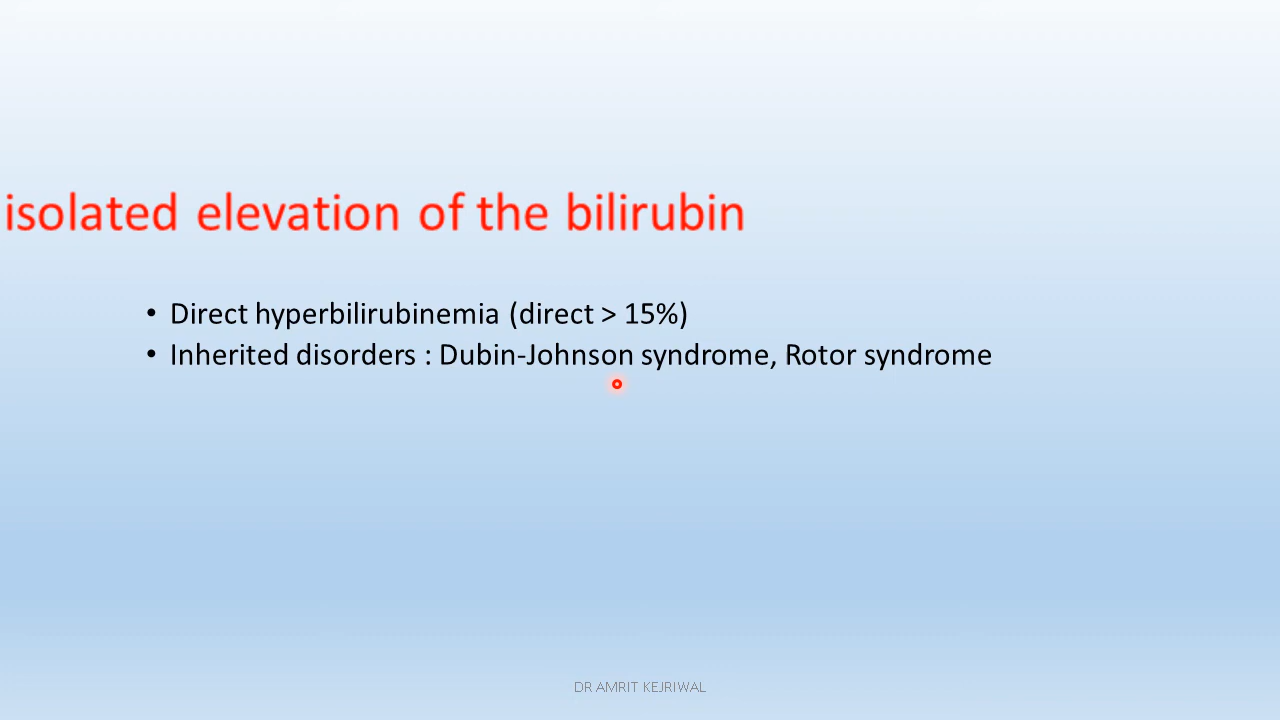 isolated elevation of the bilirubin
• Direct hyperbilirubinemia (direct > 15%)
• Inherited disorders : Dubin-Johnson syndrome, Rotor syndrome
DR AMRIT KEJRIWAL